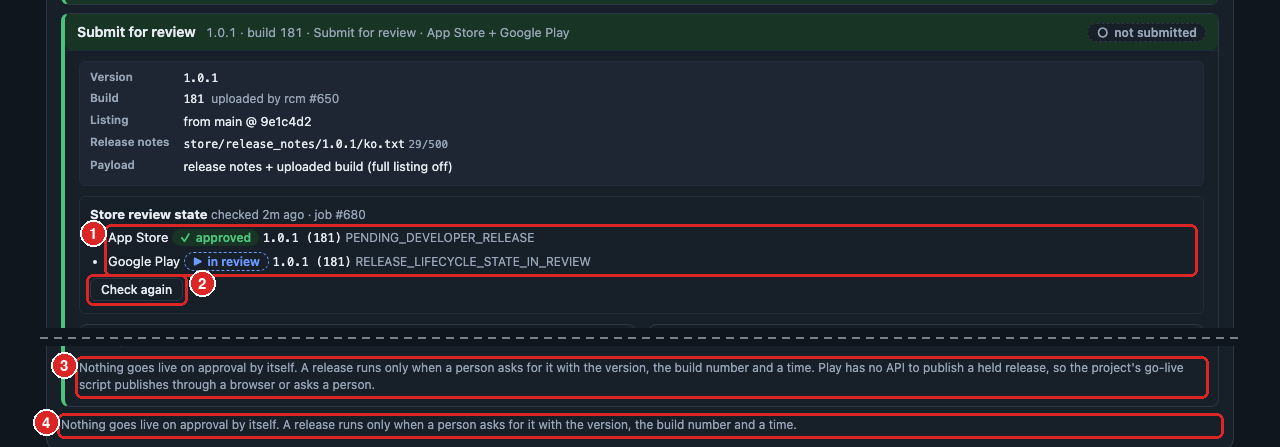 Submit for review 1.0.1 · build 181 · Submit for review · App Store + Google Play not submitted
Version 1.0.1
Build 181 uploaded by rcm #650
Listing from main @ 9e1c4d2
Release notes store/release_notes/1.0.1/ko.txt 29/500
Payload release notes + uploaded build (full listing off)
Store review state checked 2m ago · job #680
1 App Store ✓ approved 1.0.1 (181) PENDING_DEVELOPER_RELEASE
• Google Play ▶ in review 1.0.1 (181) RELEASE_LIFECYCLE_STATE_IN_REVIEW
Check again 2
3 Nothing goes live on approval by itself. A release runs only when a person asks for it with the version, the build number and a time. Play has no API to publish a held release, so the project's go-live
script publishes through a browser or asks a person.
4 Nothing goes live on approval by itself. A release runs only when a person asks for it with the version, the build number and a time.